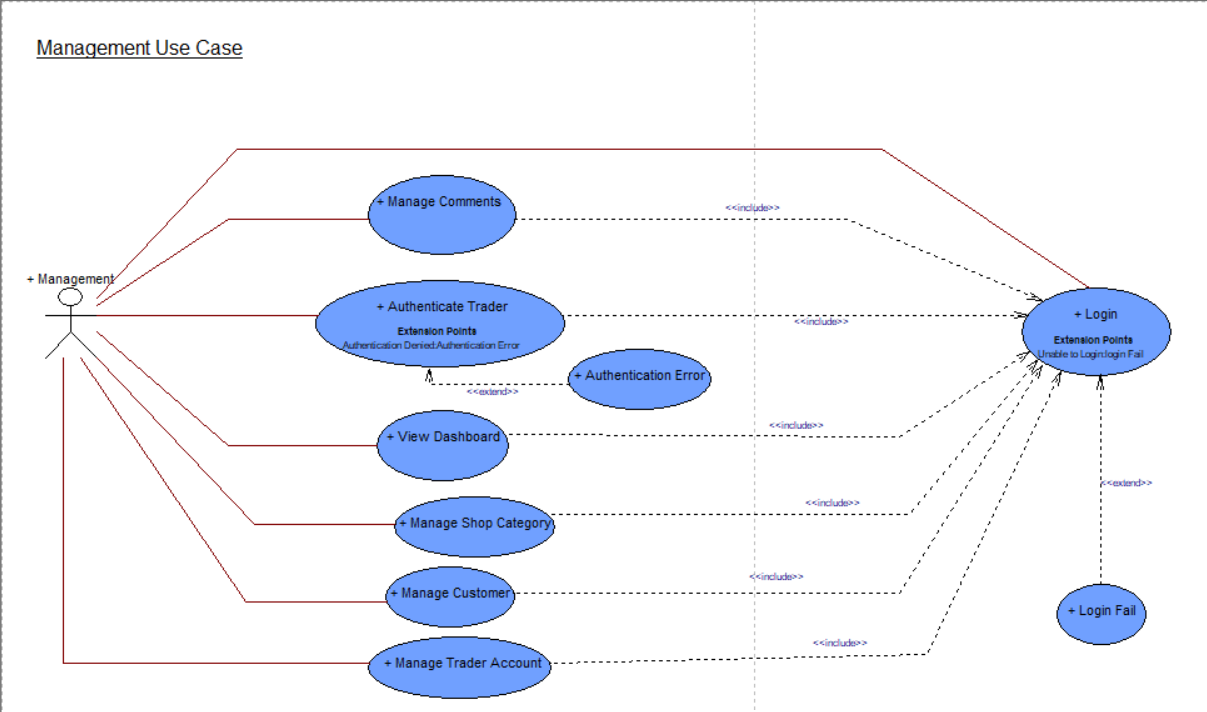 Management Use Case
+ Manage Comments
<<include>>
+ Management
+ Authenticate Trader
Extension Points
Authentication Denied:Authentication Error
<<include>>
+ Login
Extension Points
Unable to Login:login Fail
+ Authentication Error
<<extend>>
+ View Dashboard
<<include>>
<<extend>>
+ Manage Shop Category
<<include>>
+ Manage Customer
<<include>>
+ Login Fail
+ Manage Trader Account
<<include>>